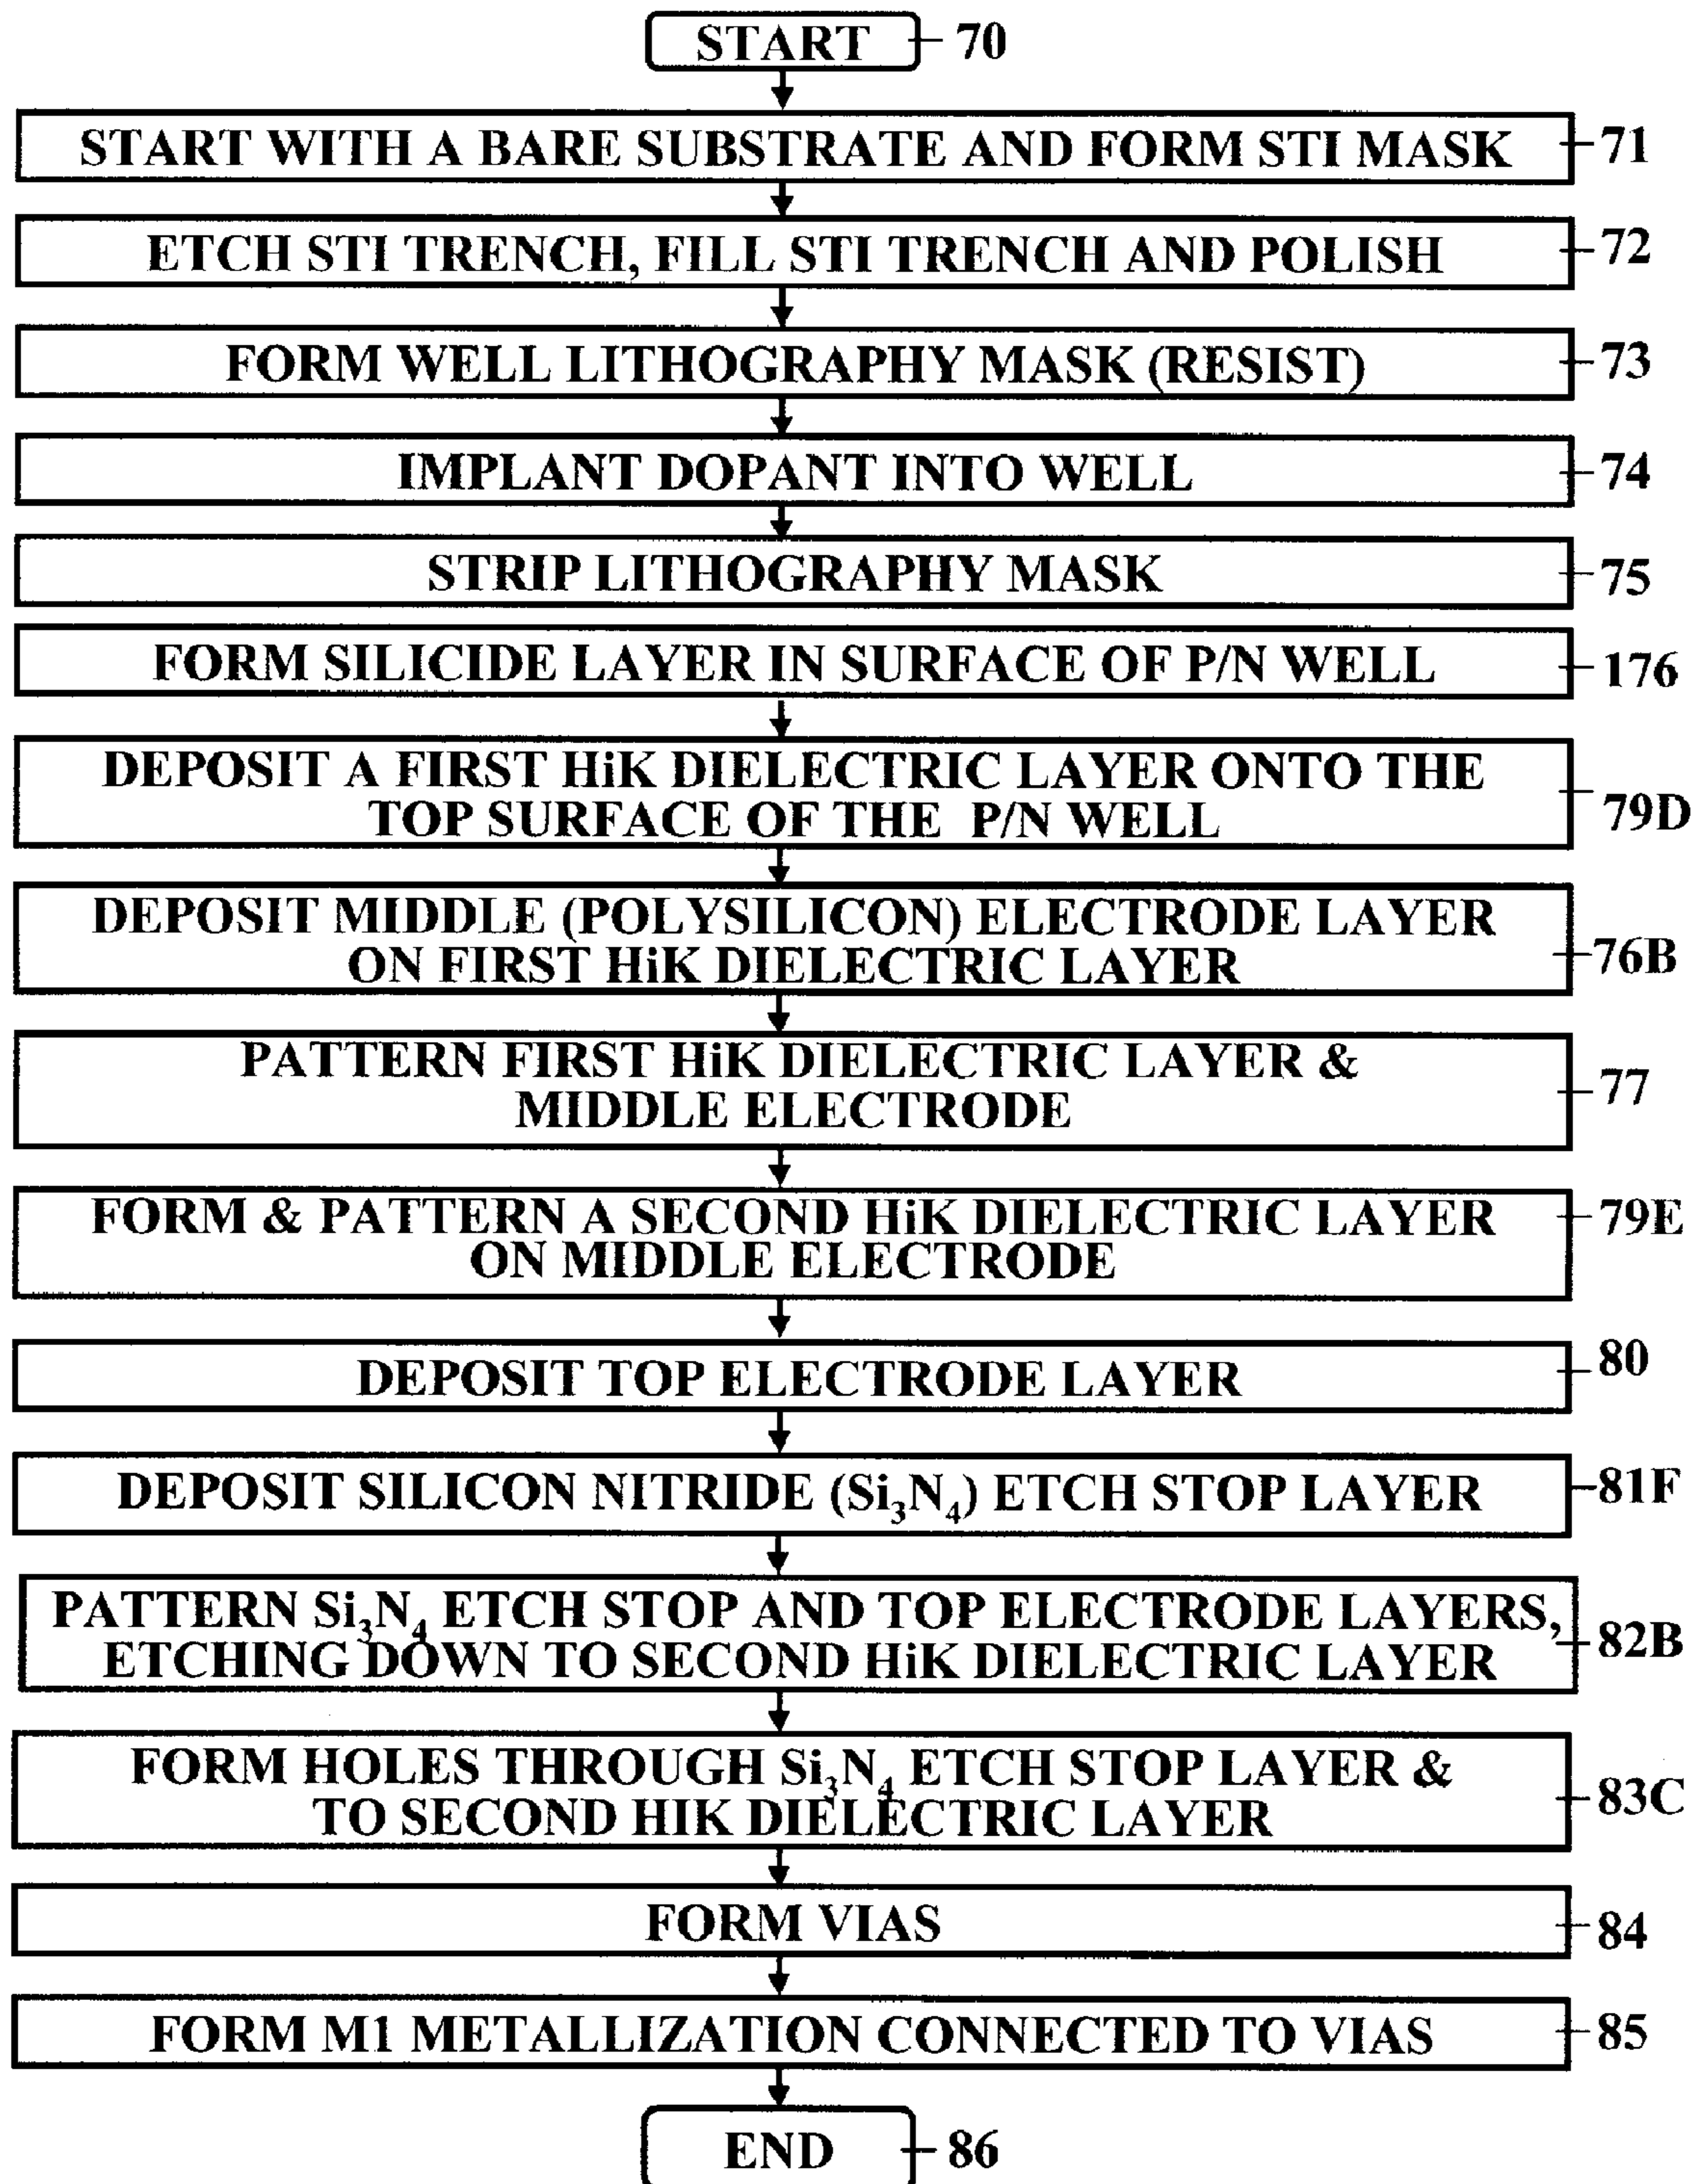 START 70
START WITH A BARE SUBSTRATE AND FORM STI MASK 71
ETCH STI TRENCH, FILL STI TRENCH AND POLISH 72
FORM WELL LITHOGRAPHY MASK (RESIST) 73
IMPLANT DOPANT INTO WELL 74
STRIP LITHOGRAPHY MASK 75
FORM SILICIDE LAYER IN SURFACE OF P/N WELL 176
DEPOSIT A FIRST HiK DIELECTRIC LAYER ONTO THE
TOP SURFACE OF THE P/N WELL 79D
DEPOSIT MIDDLE (POLYSILICON) ELECTRODE LAYER
ON FIRST HiK DIELECTRIC LAYER 76B
PATTERN FIRST HiK DIELECTRIC LAYER &
MIDDLE ELECTRODE 77
FORM & PATTERN A SECOND HiK DIELECTRIC LAYER 79E
ON MIDDLE ELECTRODE
DEPOSIT TOP ELECTRODE LAYER 80
DEPOSIT SILICON NITRIDE (Si₃N₄) ETCH STOP LAYER 81F
PATTERN Si₃N₄ ETCH STOP AND TOP ELECTRODE LAYERS,
ETCHING DOWN TO SECOND HiK DIELECTRIC LAYER 82B
FORM HOLES THROUGH Si₃N₄ ETCH STOP LAYER &
TO SECOND HIK DIELECTRIC LAYER 83C
FORM VIAS 84
FORM M1 METALLIZATION CONNECTED TO VIAS 85
END 86